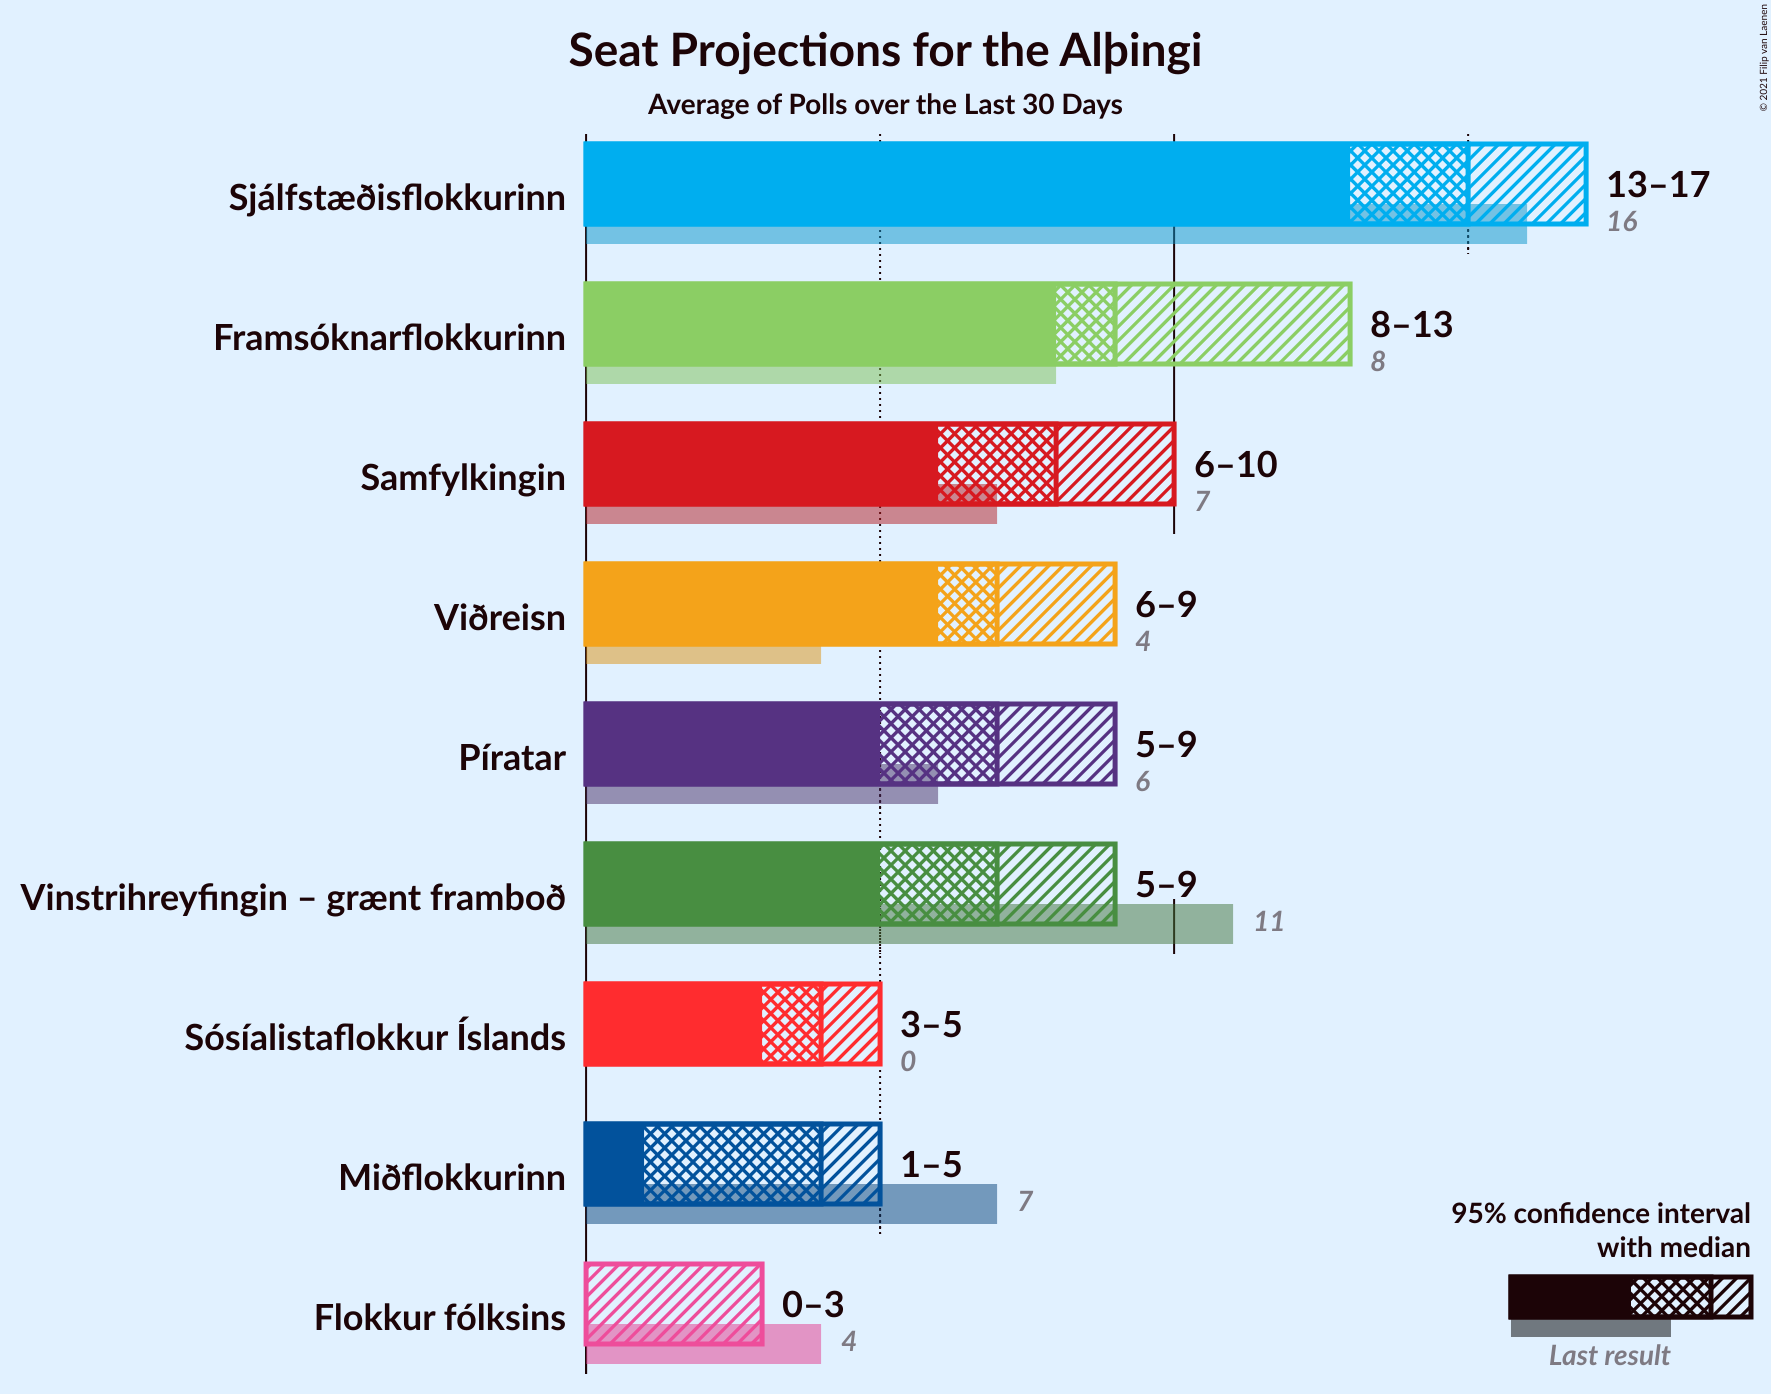 Seat Projections for the Alþingi
Average of Polls over the Last 30 Days
© 2021 Filip van Laenen
Sjálfstæðisflokkurinn
13–17
16
Framsóknarflokkurinn
8–13
8
Samfylkingin
6–10
7
Viðreisn
6–9
4
Píratar
5–9
6
Vinstrihreyfingin – grænt framboð
5–9
11
Sósíalistaflokkur Íslands
3–5
0
Miðflokkurinn
1–5
7
Flokkur fólksins
0–3
4
95% confidence interval
with median
Last result